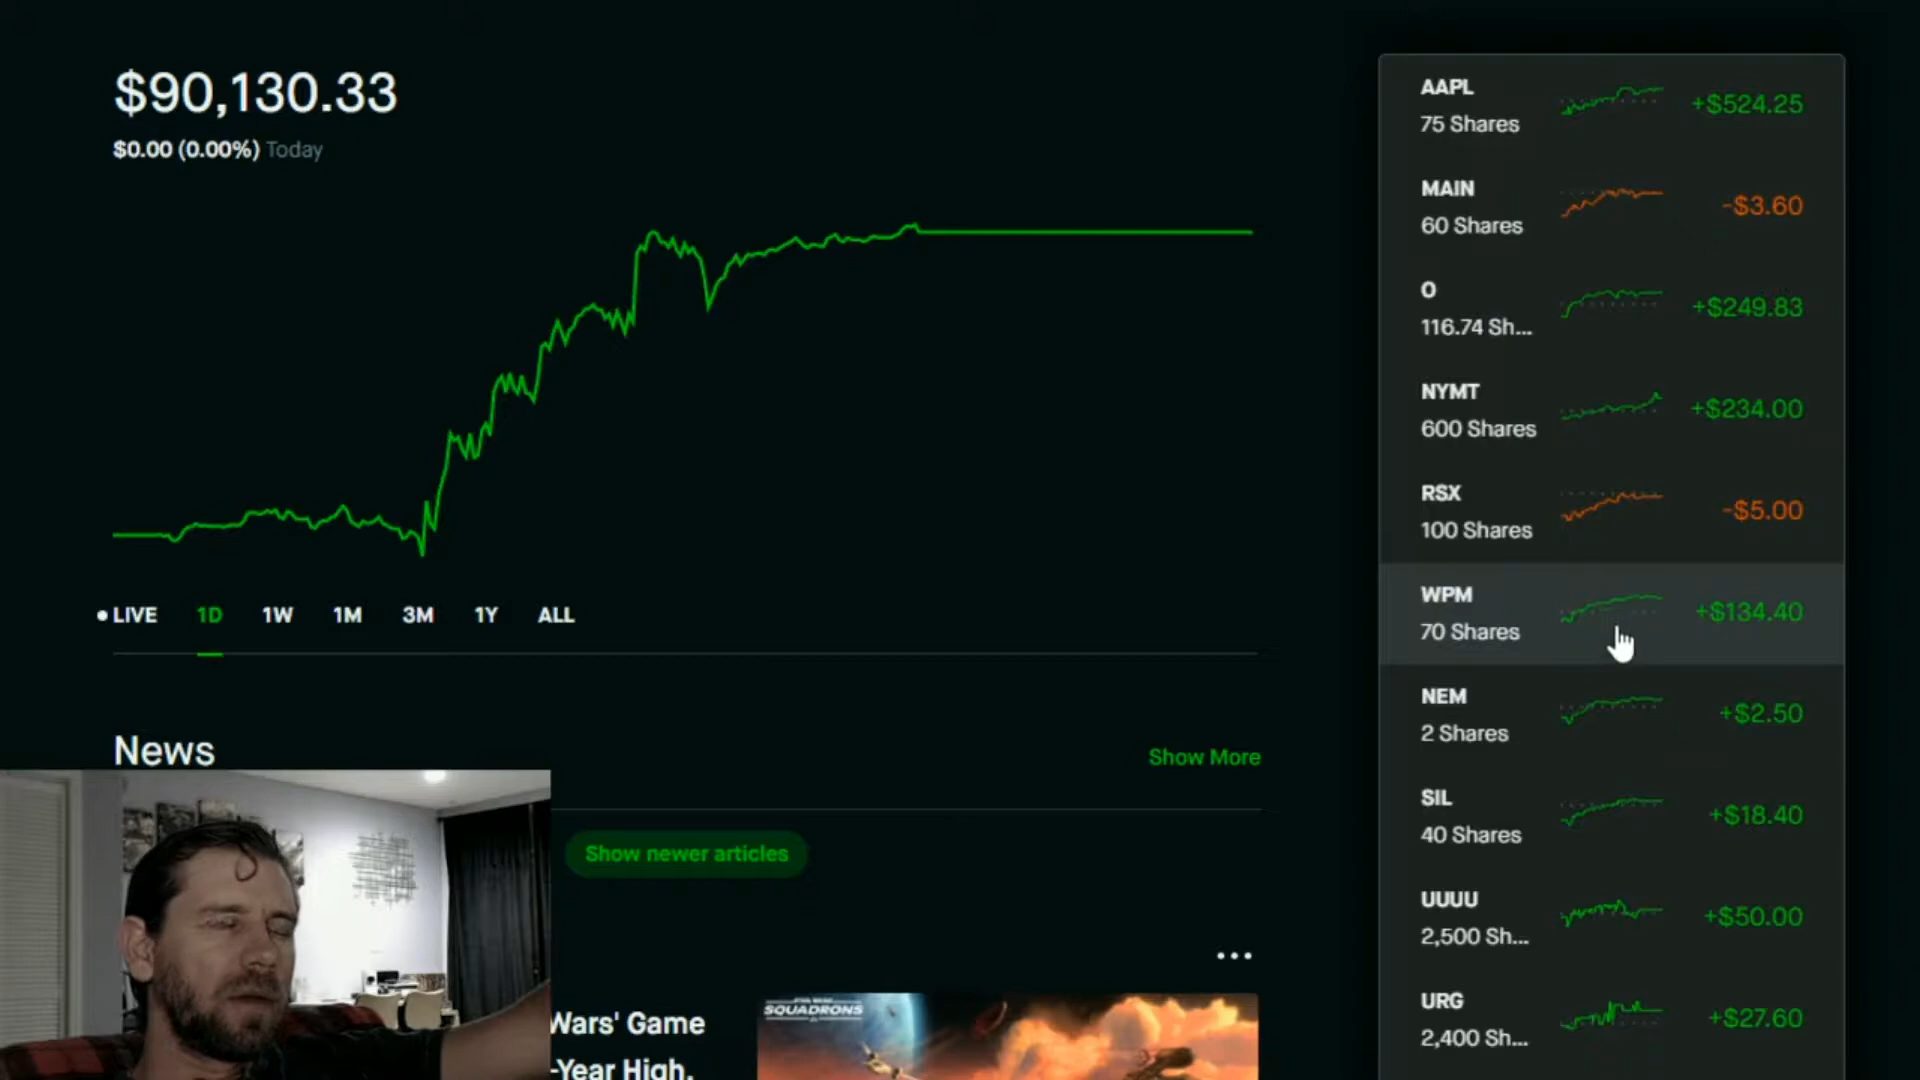 $90,130.33
$0.00 (0.00%) Today
LIVE 1D 1W 1M 3M 1Y ALL
News
Show More
Show newer articles
Wars' Game
-Year High,
STAR WARS
SQUADRONS
AAPL
75 Shares
+$524.25
MAIN
60 Shares
-$3.60
O
116.74 Sh...
+$249.83
NYMT
600 Shares
+$234.00
RSX
100 Shares
-$5.00
WPM
70 Shares
+$134.40
NEM
2 Shares
+$2.50
SIL
40 Shares
+$18.40
UUUU
2,500 Sh...
+$50.00
URG
2,400 Sh...
+$27.60